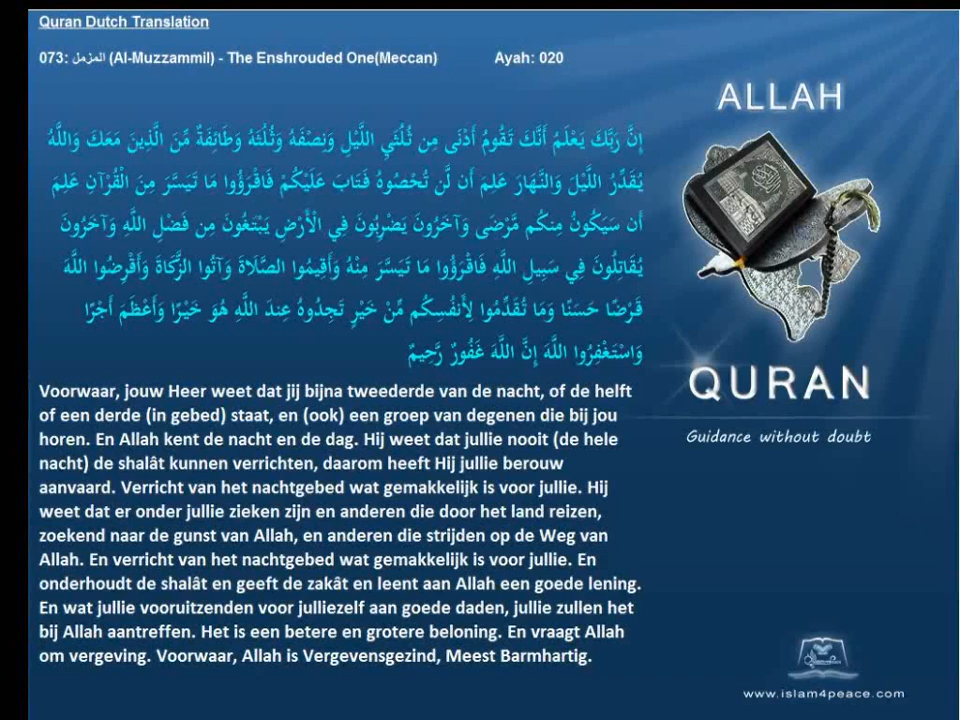 Quran Dutch Translation
073: المزمل (Al-Muzzammil) - The Enshrouded One(Meccan) Ayah: 020
إِنَّ رَبَّكَ يَعْلَمُ أَنَّكَ تَقُومُ أَدْنَى مِن ثُلُثَيِ اللَّيْلِ وَنِصْفَهُ وَثُلُثَهُ وَطَائِفَةٌ مِّنَ الَّذِينَ مَعَكَ وَاللَّهُ
يُقَدِّرُ اللَّيْلَ وَالنَّهَارَ عَلِمَ أَن لَّن تُحْصُوهُ فَتَابَ عَلَيْكُمْ فَاقْرَؤُوا مَا تَيَسَّرَ مِنَ الْقُرْآنِ عَلِمَ
أَن سَيَكُونُ مِنكُم مَّرْضَى وَآخَرُونَ يَضْرِبُونَ فِي الْأَرْضِ يَبْتَغُونَ مِن فَضْلِ اللَّهِ وَآخَرُونَ
يُقَاتِلُونَ فِي سَبِيلِ اللَّهِ فَاقْرَؤُوا مَا تَيَسَّرَ مِنْهُ وَأَقِيمُوا الصَّلَاةَ وَآتُوا الزَّكَاةَ وَأَقْرِضُوا اللَّهَ
قَرْضًا حَسَنًا وَمَا تُقَدِّمُوا لِأَنفُسِكُم مِّنْ خَيْرٍ تَجِدُوهُ عِندَ اللَّهِ هُوَ خَيْرًا وَأَعْظَمَ أَجْرًا
وَاسْتَغْفِرُوا اللَّهَ إِنَّ اللَّهَ غَفُورٌ رَّحِيمٌ
Voorwaar, jouw Heer weet dat jij bijna tweederde van de nacht, of de helft
of een derde (in gebed) staat, en (ook) een groep van degenen die bij jou
horen. En Allah kent de nacht en de dag. Hij weet dat jullie nooit (de hele
nacht) de shalât kunnen verrichten, daarom heeft Hij jullie berouw
aanvaard. Verricht van het nachtgebed wat gemakkelijk is voor jullie. Hij
weet dat er onder jullie zieken zijn en anderen die door het land reizen,
zoekend naar de gunst van Allah, en anderen die strijden op de Weg van
Allah. En verricht van het nachtgebed wat gemakkelijk is voor jullie. En
onderhoudt de shalât en geeft de zakât en leent aan Allah een goede lening.
En wat jullie vooruitzenden voor julliezelf aan goede daden, jullie zullen het
bij Allah aantreffen. Het is een betere en grotere beloning. En vraagt Allah
om vergeving. Voorwaar, Allah is Vergevensgezind, Meest Barmhartig.
ALLAH
QURAN
Guidance without doubt
www.islam4peace.com